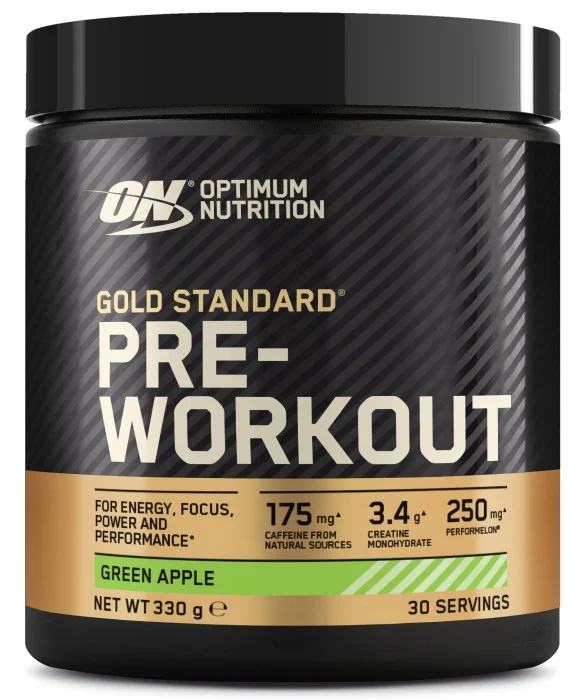 ON® OPTIMUM
NUTRITION
GOLD STANDARD®
PRE-
WORKOUT
FOR ENERGY, FOCUS,
POWER AND
PERFORMANCE*
175 mg▲
CAFFEINE FROM
NATURAL SOURCES
3.4 g▲
CREATINE
MONOHYDRATE
250 mg▲
PERFORMELON®
GREEN APPLE
NET WT 330 g ℮
30 SERVINGS